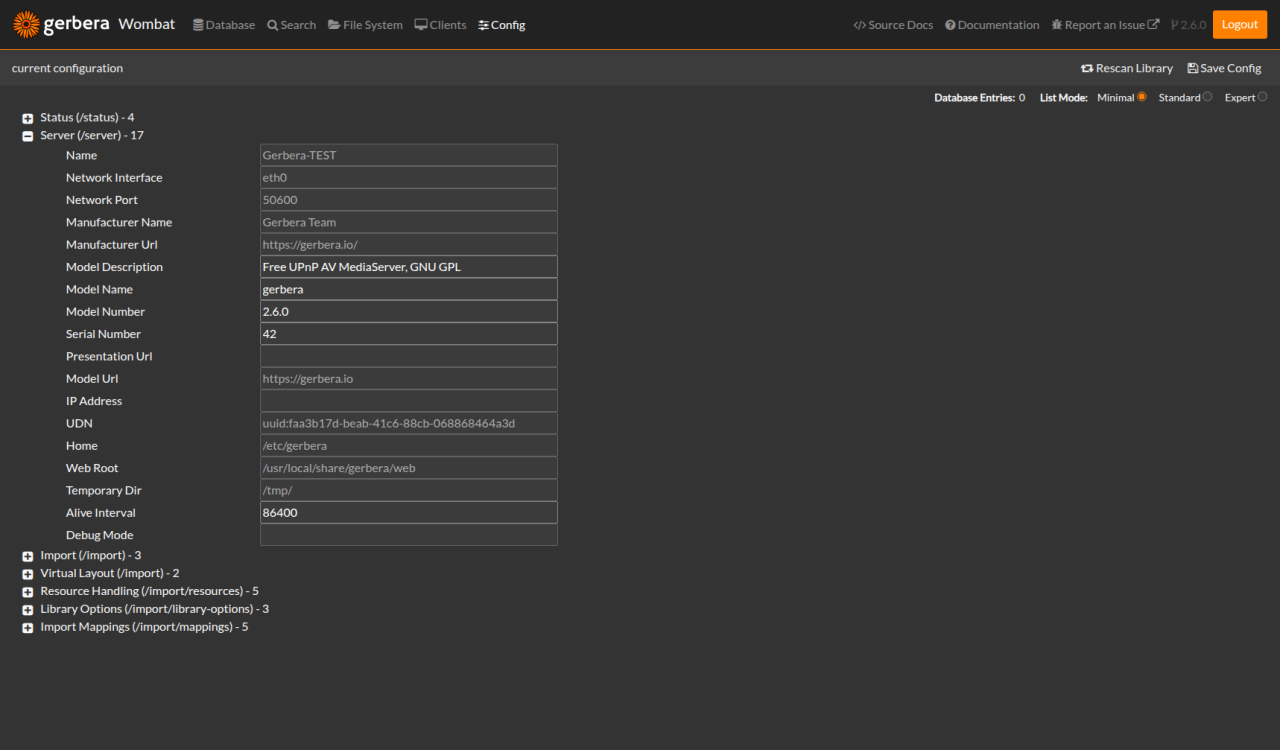 gerbera Wombat Database Search File System Clients Config Source Docs Documentation Report an Issue 2.6.0 Logout
current configuration Rescan Library Save Config
Database Entries: 0 List Mode: Minimal Standard Expert
Status (/status) - 4
Server (/server) - 17
Name Gerbera-TEST
Network Interface eth0
Network Port 50600
Manufacturer Name Gerbera Team
Manufacturer Url https://gerbera.io/
Model Description Free UPnP AV MediaServer, GNU GPL
Model Name gerbera
Model Number 2.6.0
Serial Number 42
Presentation Url
Model Url https://gerbera.io
IP Address
UDN uuid:faa3b17d-beab-41c6-88cb-068868464a3d
Home /etc/gerbera
Web Root /usr/local/share/gerbera/web
Temporary Dir /tmp/
Alive Interval 86400
Debug Mode
Import (/import) - 3
Virtual Layout (/import) - 2
Resource Handling (/import/resources) - 5
Library Options (/import/library-options) - 3
Import Mappings (/import/mappings) - 5